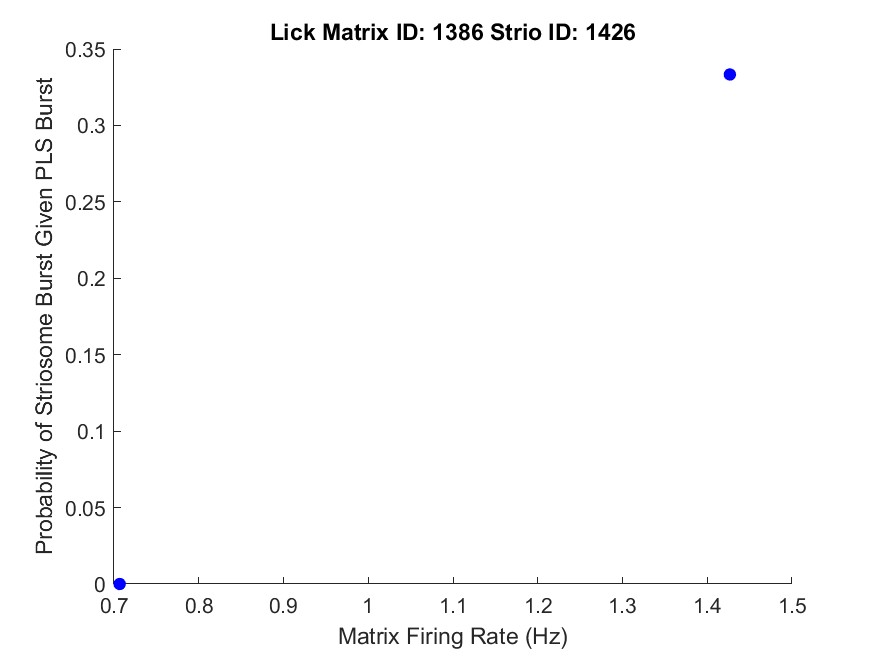 Lick Matrix ID: 1386 Strio ID: 1426
Probability of Striosome Burst Given PLS Burst
0.35
0.3
0.25
0.2
0.15
0.1
0.05
0
0.7 0.8 0.9 1 1.1 1.2 1.3 1.4 1.5
Matrix Firing Rate (Hz)